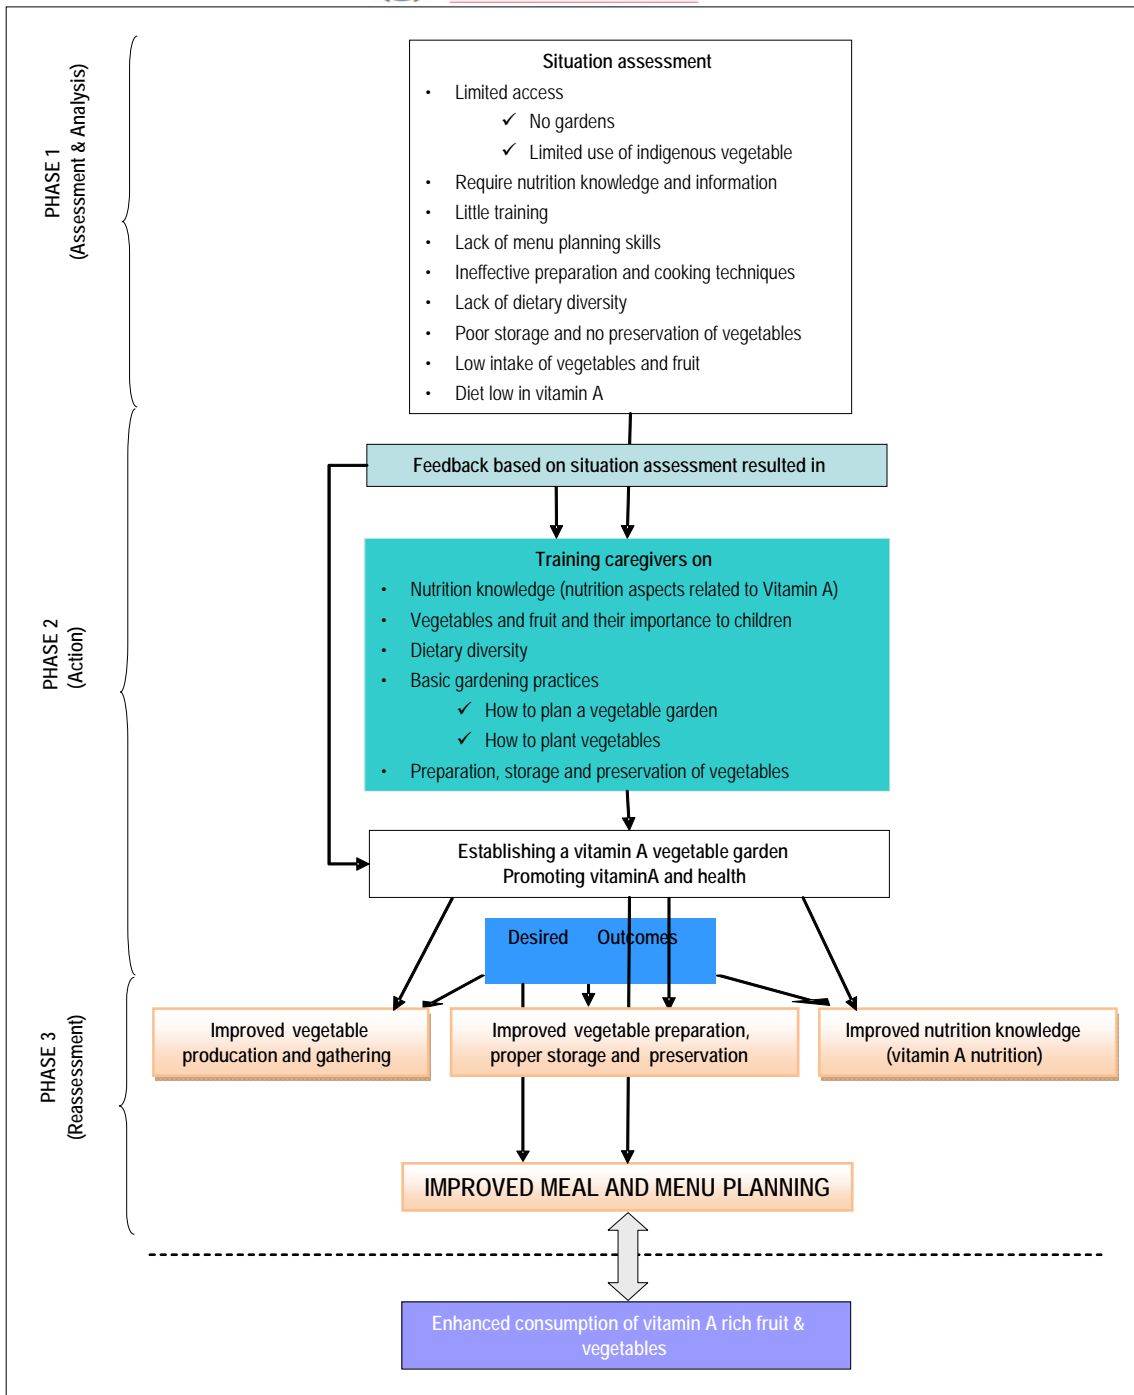 PHASE 1
(Assessment & Analysis)
Situation assessment
• Limited access
✓ No gardens
✓ Limited use of indigenous vegetable
• Require nutrition knowledge and information
• Little training
• Lack of menu planning skills
• Ineffective preparation and cooking techniques
• Lack of dietary diversity
• Poor storage and no preservation of vegetables
• Low intake of vegetables and fruit
• Diet low in vitamin A
PHASE 2
(Action)
Feedback based on situation assessment resulted in
Training caregivers on
• Nutrition knowledge (nutrition aspects related to Vitamin A)
• Vegetables and fruit and their importance to children
• Dietary diversity
• Basic gardening practices
✓ How to plan a vegetable garden
✓ How to plant vegetables
• Preparation, storage and preservation of vegetables
Establishing a vitamin A vegetable garden
Promoting vitaminA and health
Desired Outcomes
PHASE 3
(Reassessment)
Improved vegetable
producation and gathering
Improved vegetable preparation,
proper storage and preservation
Improved nutrition knowledge
(vitamin A nutrition)
IMPROVED MEAL AND MENU PLANNING
Enhanced consumption of vitamin A rich fruit &
vegetables